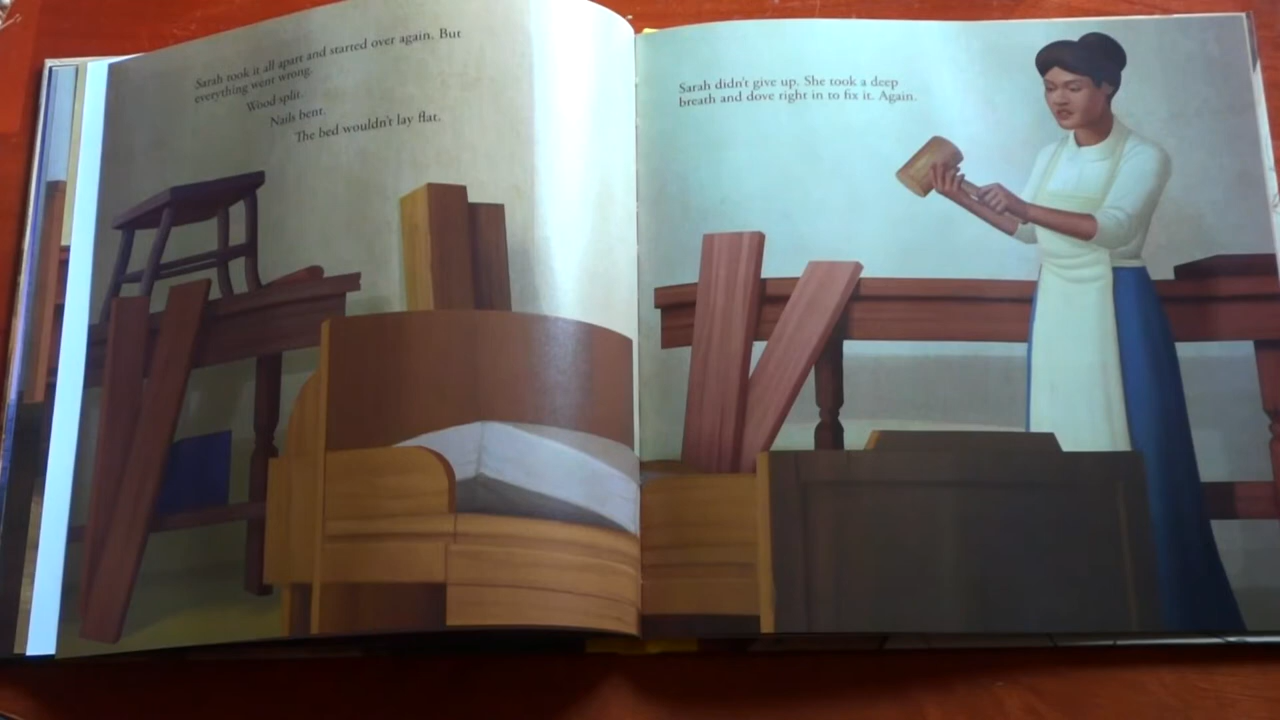 Sarah took it all apart and started over again. But
everything went wrong.
Wood split.
Nails bent.
The bed wouldn't lay flat.
Sarah didn't give up. She took a deep
breath and dove right in to fix it. Again.